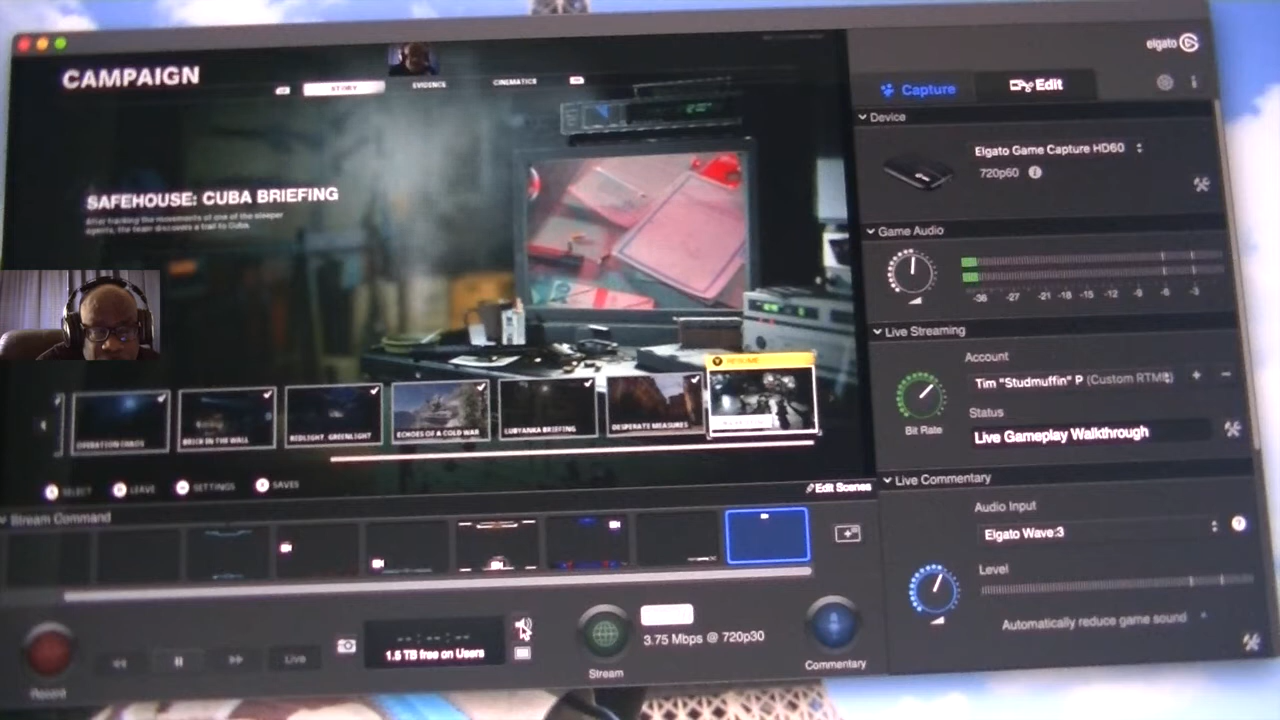 elgato
CAMPAIGN
STORY
EVIDENCE
CINEMATICS
Capture
Edit
Device
Elgato Game Capture HD60
720p60
SAFEHOUSE: CUBA BRIEFING
After tracking the movements of one of the sleeper
agents, the team discovers a trail to Cuba.
Game Audio
-36 -27 -21 -18 -15 -12 -9 -6 -3
Live Streaming
Account
Tim "Studmuffin" P (Custom RTMP)
Bit Rate
Status
Live Gameplay Walkthrough
RESUME
OPERATION CHAOS
BRICK IN THE WALL
REDLIGHT, GREENLIGHT
ECHOES OF A COLD WAR
LUBYANKA BRIEFING
DESPERATE MEASURES
SELECT
LEAVE
SETTINGS
SAVES
Edit Scenes
Live Commentary
Audio Input
Elgato Wave:3
Stream Command
Level
Automatically reduce game sound
Record
Live
--:--:--
1.5 TB free on Users
Stream
3.75 Mbps @ 720p30
Commentary